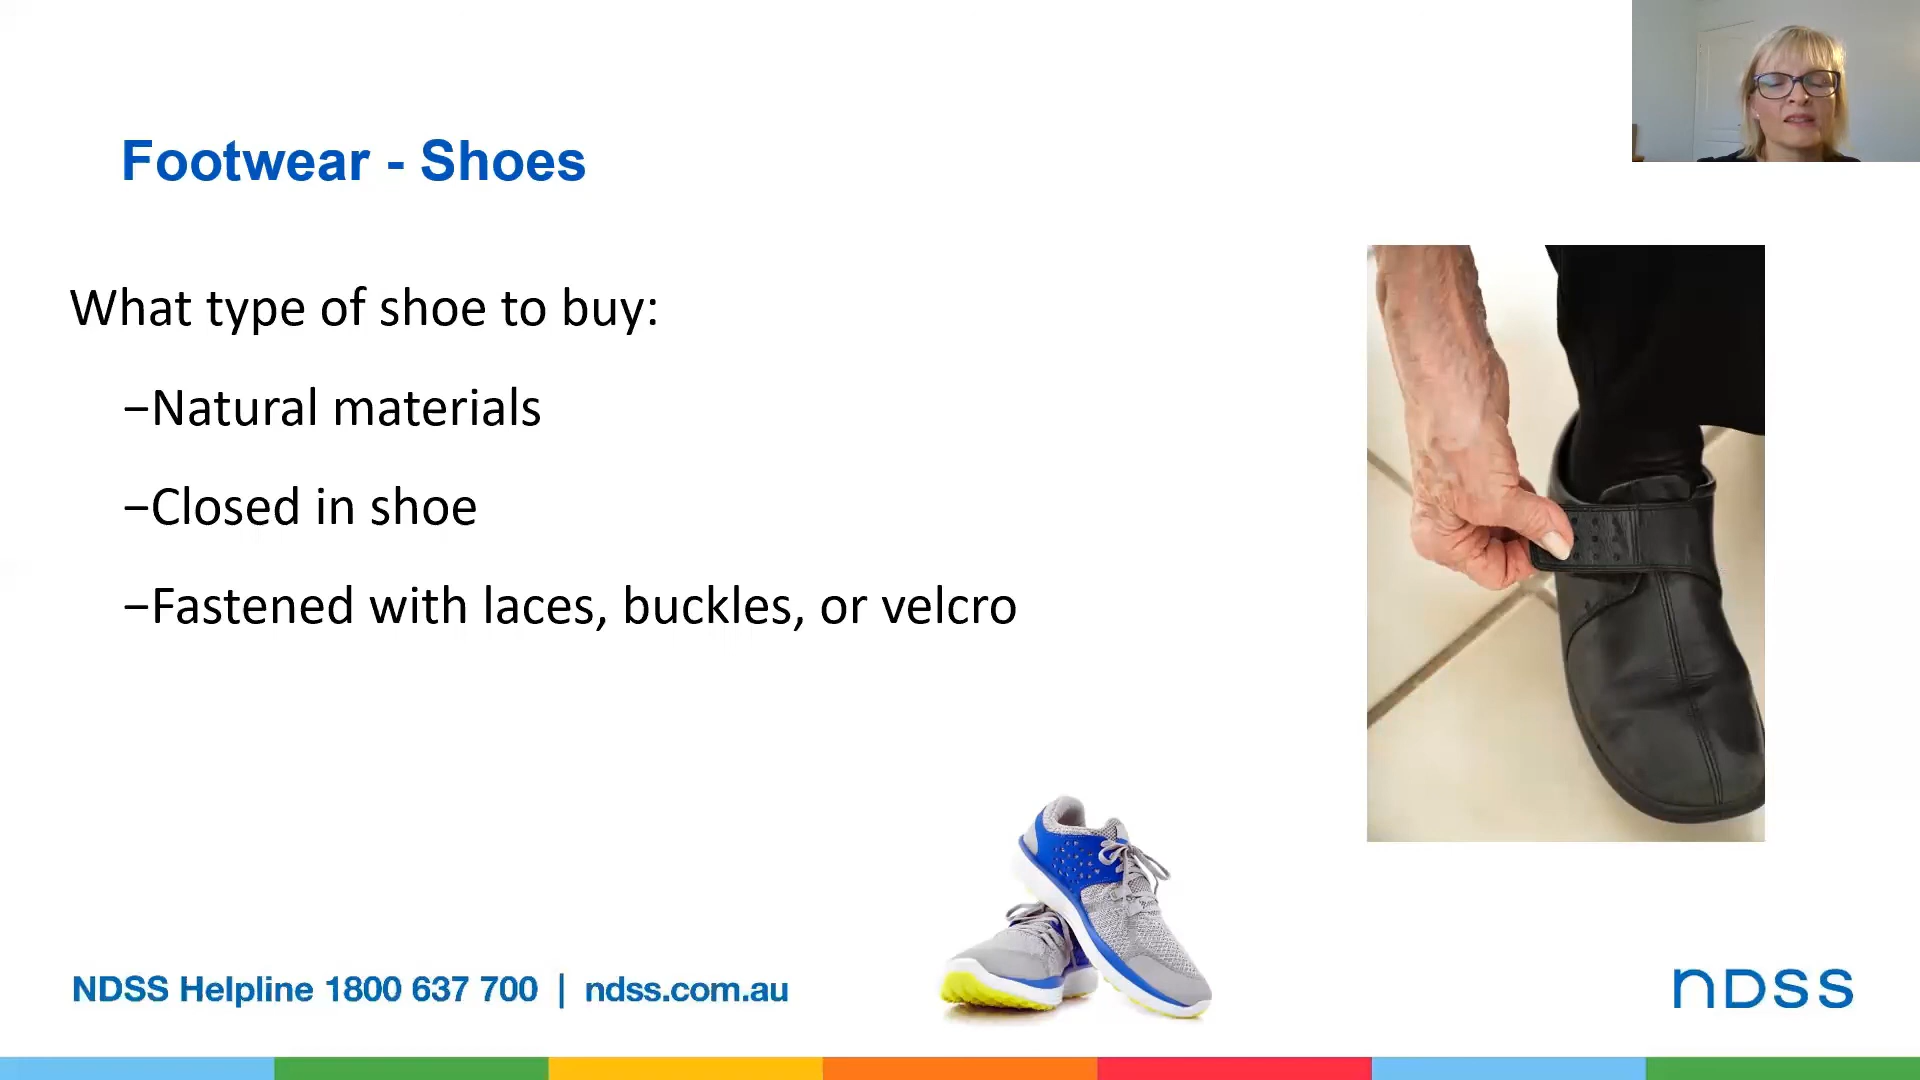 Footwear - Shoes
What type of shoe to buy:
–Natural materials
–Closed in shoe
–Fastened with laces, buckles, or velcro
NDSS Helpline 1800 637 700 | ndss.com.au
NDSS